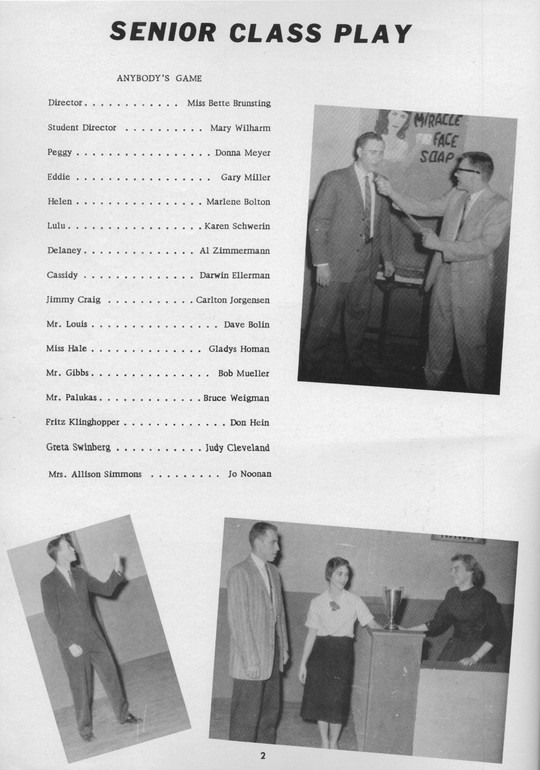 SENIOR CLASS PLAY
ANYBODY'S GAME
Director. . . . . . . . . . . . Miss Bette Brunsting
Student Director . . . . . . . . . . Mary Wilharm
Peggy . . . . . . . . . . . . . . . . . Donna Meyer
Eddie . . . . . . . . . . . . . . . . . . Gary Miller
Helen . . . . . . . . . . . . . . . . Marlene Bolton
Lulu . . . . . . . . . . . . . . . . . Karen Schwerin
Delaney. . . . . . . . . . . . . . Al Zimmermann
Cassidy . . . . . . . . . . . . . . Darwin Ellerman
Jimmy Craig . . . . . . . . . . . Carlton Jorgensen
Mr. Louis . . . . . . . . . . . . . . . . Dave Bolin
Miss Hale . . . . . . . . . . . . . . Gladys Homan
Mr. Gibbs. . . . . . . . . . . . . . . Bob Mueller
Mr. Palukas. . . . . . . . . . . . . Bruce Weigman
Fritz Klinghopper . . . . . . . . . . . . . Don Hein
Greta Swinberg . . . . . . . . . . . Judy Cleveland
Mrs. Allison Simmons . . . . . . . . . Jo Noonan
MIRACLE
FACE
SOAP
2